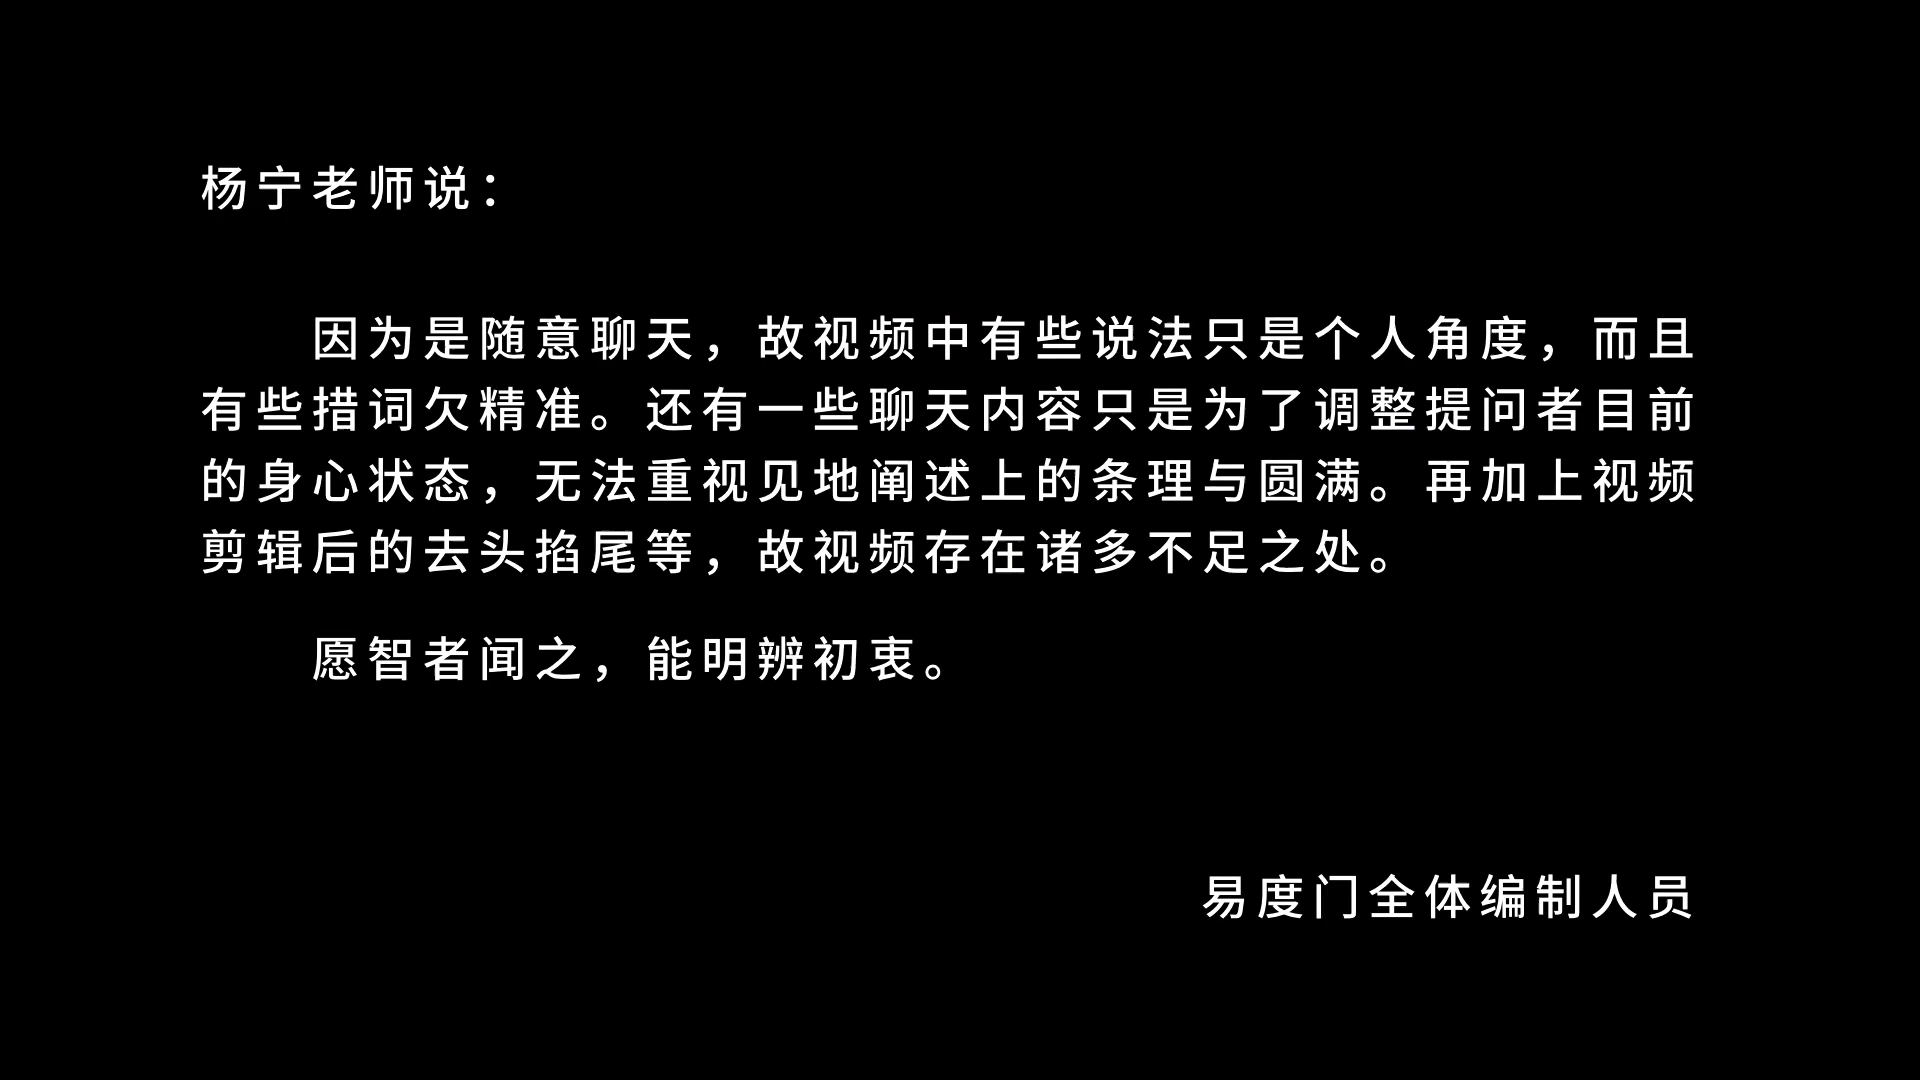 杨宁老师说：
因为是随意聊天，故视频中有些说法只是个人角度，而且
有些措词欠精准。还有一些聊天内容只是为了调整提问者目前
的身心状态，无法重视见地阐述上的条理与圆满。再加上视频
剪辑后的去头掐尾等，故视频存在诸多不足之处。
愿智者闻之，能明辨初衷。
易度门全体编制人员